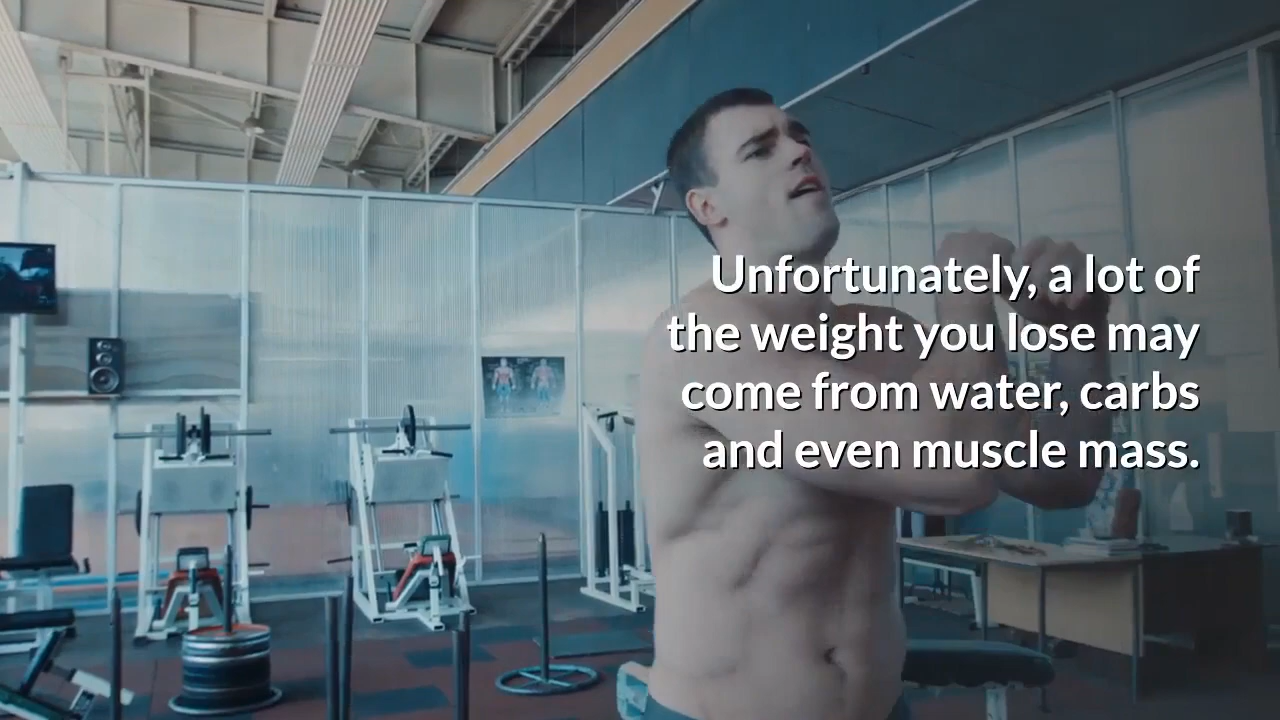 Unfortunately, a lot of
the weight you lose may
come from water, carbs
and even muscle mass.